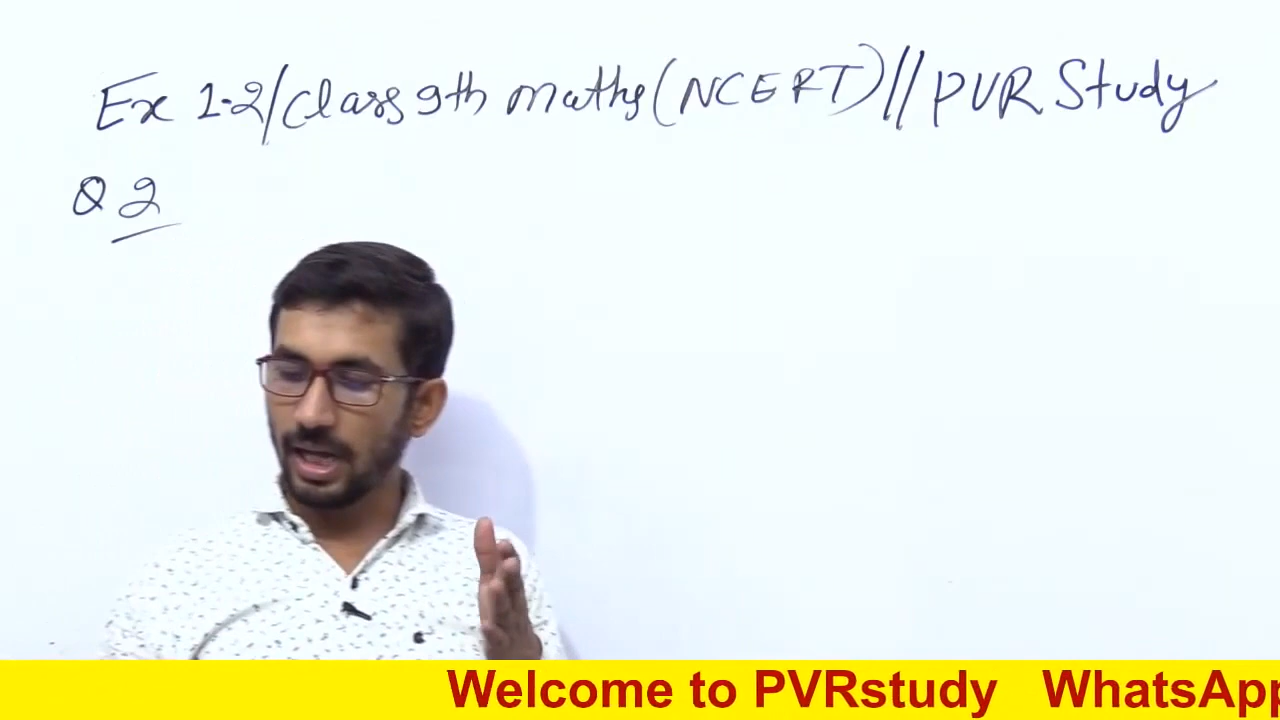 Ex 1.2/Class 9th maths (NCERT)//PVR Study
Q 2
Welcome to PVRstudy WhatsApp